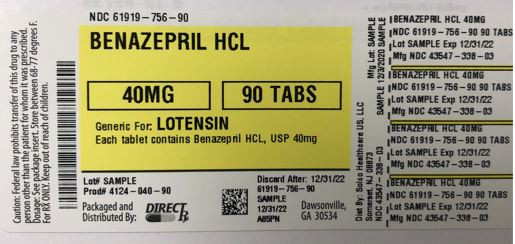 NDC 61919-756-90
BENAZEPRIL HCL
40MG
90 TABS
Generic For: LOTENSIN
Each tablet contains Benazepril HCL, USP 40mg
Caution: Federal law prohibits transfer of this drug to any
person other than the patient for whom it was prescribed.
Dosage: See package insert. Store between 68-77 degrees F.
For RX ONLY. Keep out of reach of children.
Lot# SAMPLE
Prod# 4124-040-90
Packaged and
Distributed By:
DIRECT Rx
Discard After: 12/31/22
61919-756-90
SAMPLE
12/31/22
A05PN
Dawsonville,
GA 30534
Mfg Lot: SAMPLE
SAMPLE 12/3/2020 SAMPLE
Dist By: Solco Healthcare US, LLC
Somerset, NJ 08873
NDC 43547-338-03
BENAZEPRIL HCL 40MG
NDC 61919-756-90 90 TABS
Lot SAMPLE Exp 12/31/22
Mfg NDC 43547-338-03
BENAZEPRIL HCL 40MG
NDC 61919-756-90 90 TABS
Lot SAMPLE Exp 12/31/22
Mfg NDC 43547-338-03
BENAZEPRIL HCL 40MG
NDC 61919-756-90 90 TABS
Lot SAMPLE Exp 12/31/22
Mfg NDC 43547-338-03
BENAZEPRIL HCL 40MG
NDC 61919-756-90 90 TABS
Lot SAMPLE Exp 12/31/22
Mfg NDC 43547-338-03